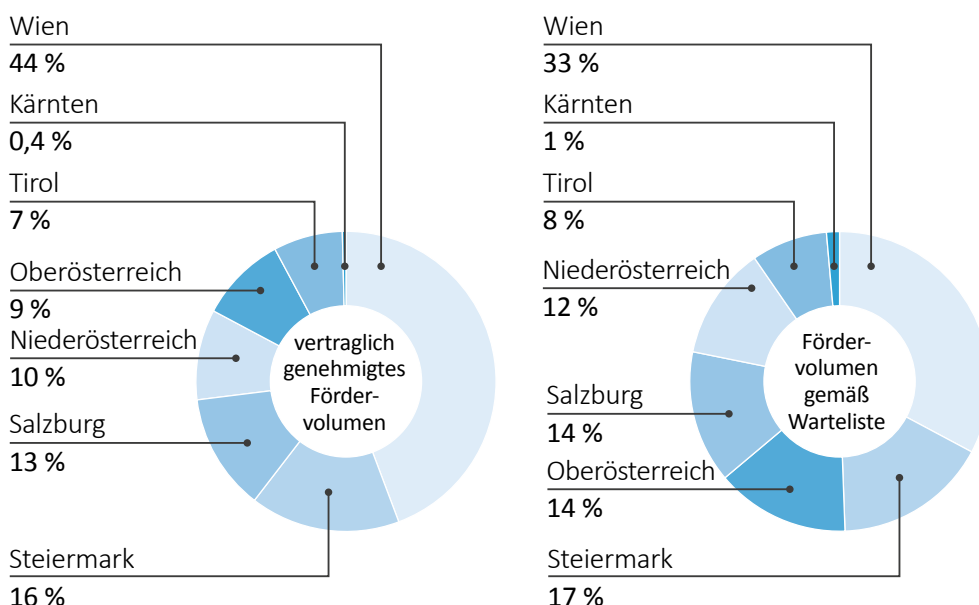 Wien
44 %
Kärnten
0,4 %
Tirol
7 %
Oberösterreich
9 %
Niederösterreich
10 %
Salzburg
13 %
Steiermark
16 %
vertraglich
genehmigtes
Förder-
volumen
Wien
33 %
Kärnten
1 %
Tirol
8 %
Niederösterreich
12 %
Salzburg
14 %
Oberösterreich
14 %
Steiermark
17 %
Förder-
volumen
gemäß
Warteliste